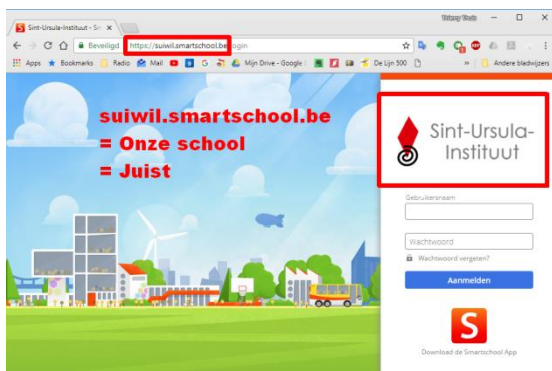 Sint-Ursula-Instituut - Sin
Beveiligd
https://suiwil.smartschool.be/login
Apps
Bookmarks
Radio
Mail
Mijn Drive - Google
De Lijn 500
»
Andere bladwijzers
suiwil.smartschool.be
= Onze school
= Juist
Sint-Ursula-
Instituut
Gebruikersnaam
Wachtwoord
Wachtwoord vergeten?
Aanmelden
S
Download de Smartschool App